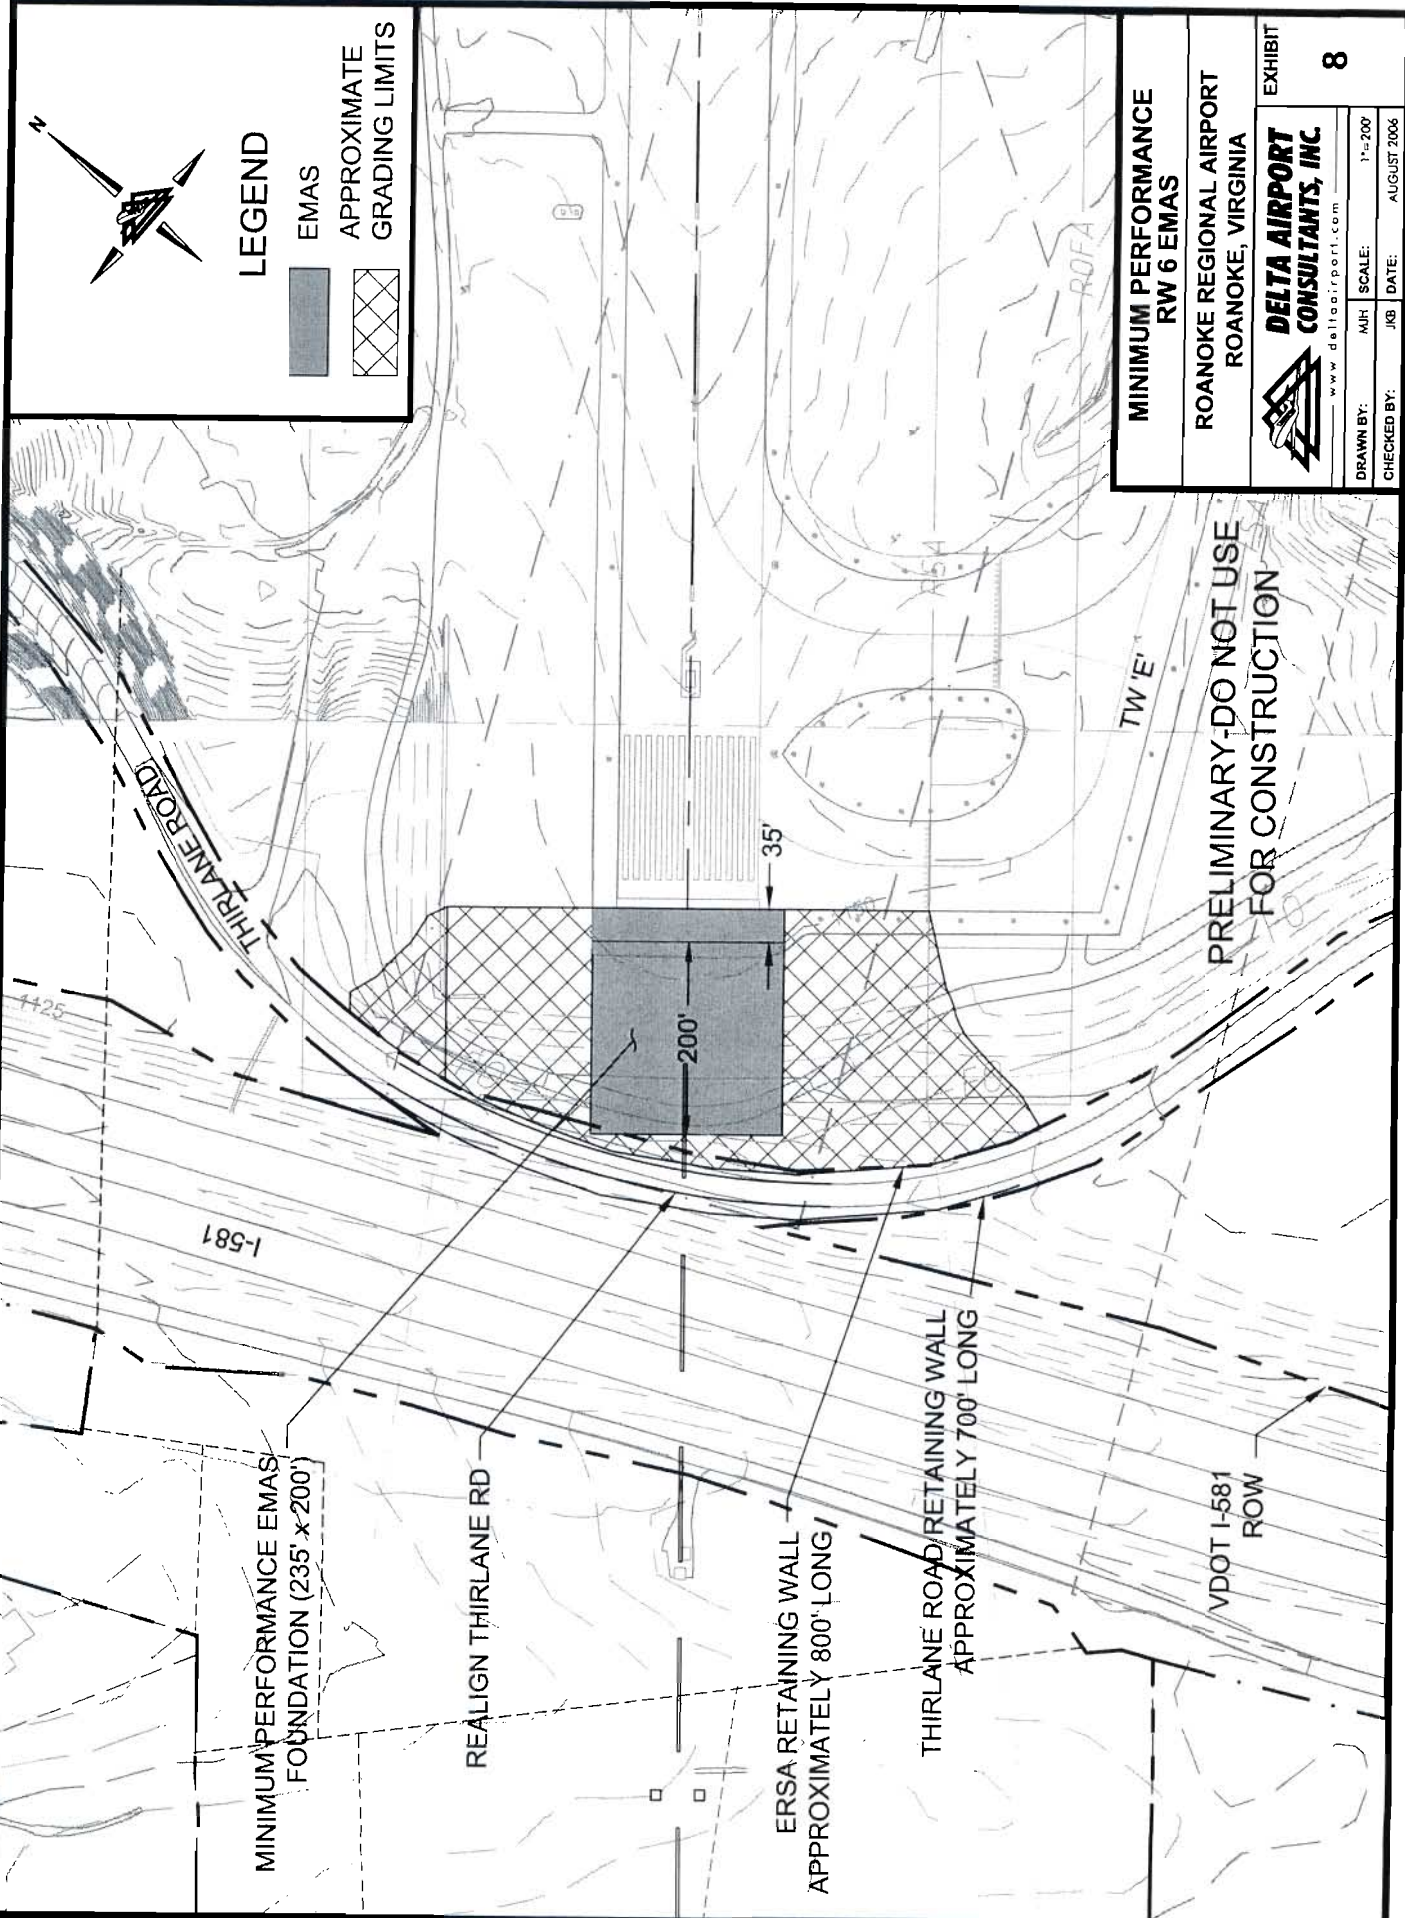 N
LEGEND
EMAS
APPROXIMATE
GRADING LIMITS
THIRLANE ROAD
1125
I-581
35'
200'
MINIMUM PERFORMANCE EMAS
FOUNDATION (235' x 200')
REALIGN THIRLANE RD
ERSA RETAINING WALL
APPROXIMATELY 800' LONG
THIRLANE ROAD RETAINING WALL
APPROXIMATELY 700' LONG
VDOT I-581
ROW
TW 'E'
ROFA
PRELIMINARY-DO NOT USE
FOR CONSTRUCTION
MINIMUM PERFORMANCE
RW 6 EMAS
ROANOKE REGIONAL AIRPORT
ROANOKE, VIRGINIA
DELTA AIRPORT
CONSULTANTS, INC.
www.deltaairport.com
EXHIBIT
8
DRAWN BY: MJH SCALE: 1"=200'
CHECKED BY: JKB DATE: AUGUST 2006